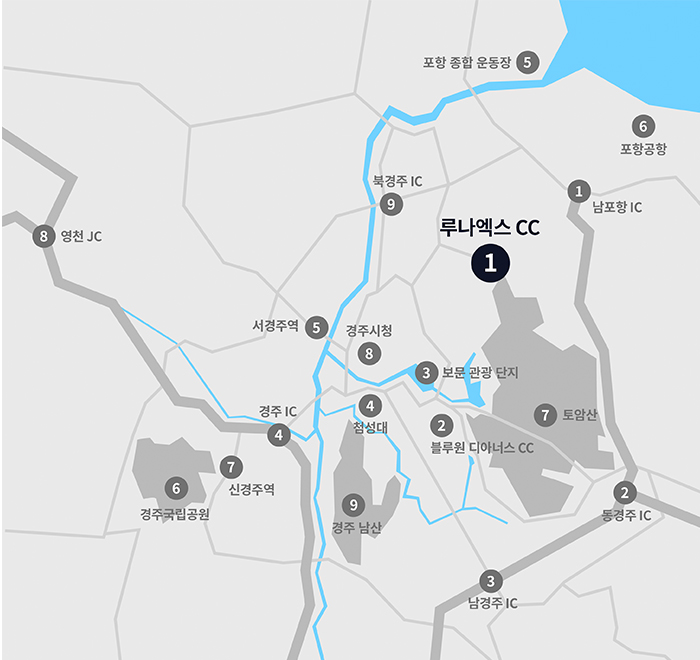 포항 종합 운동장 5
6
포항공항
북경주 IC
9
1
남포항 IC
8 영천 JC
루나엑스 CC
1
서경주역 5
경주시청
8
3 보문 관광 단지
4
첨성대
경주 IC
4
2
블루원 디아너스 CC
7 토암산
7
신경주역
6
경주국립공원
9
경주 남산
2
동경주 IC
3
남경주 IC